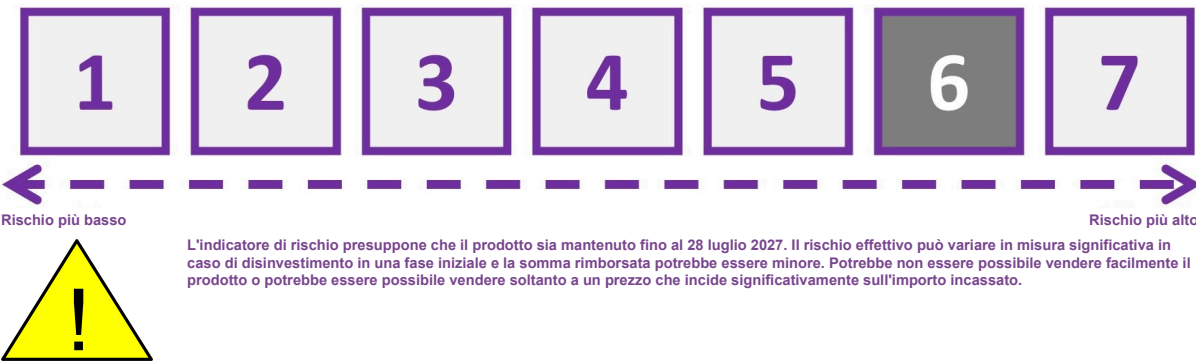 1 2 3 4 5 6 7
Rischio più basso Rischio più alto
L'indicatore di rischio presuppone che il prodotto sia mantenuto fino al 28 luglio 2027. Il rischio effettivo può variare in misura significativa in
caso di disinvestimento in una fase iniziale e la somma rimborsata potrebbe essere minore. Potrebbe non essere possibile vendere facilmente il
prodotto o potrebbe essere possibile vendere soltanto a un prezzo che incide significativamente sull'importo incassato.
!